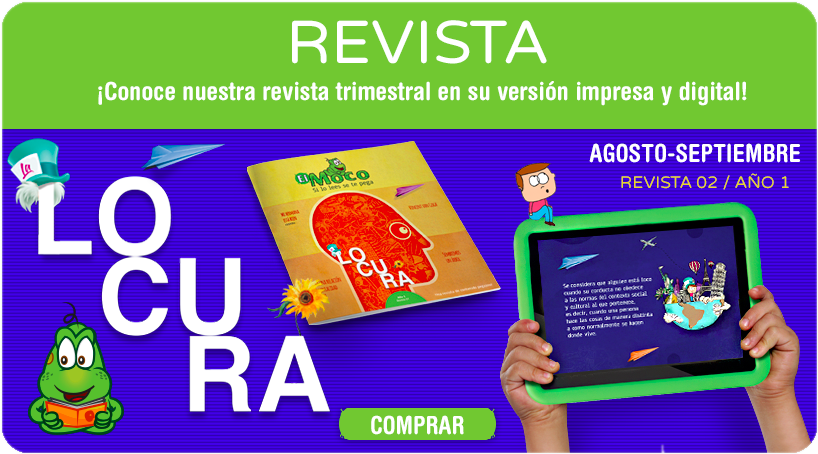 REVISTA
¡Conoce nuestra revista trimestral en su versión impresa y digital!
AGOSTO-SEPTIEMBRE
REVISTA 02 / AÑO 1
La
LO
CU
RA
El Moco
Si lo lees se te pega
LO
CU
RA
Se considera que alguien está loco
cuando su conducta no obedece
a las normas del contexto social
y cultural al que pertenece,
es decir, cuando una persona
hace las cosas de manera distinta
a como normalmente se hacen
donde vive.
COMPRAR